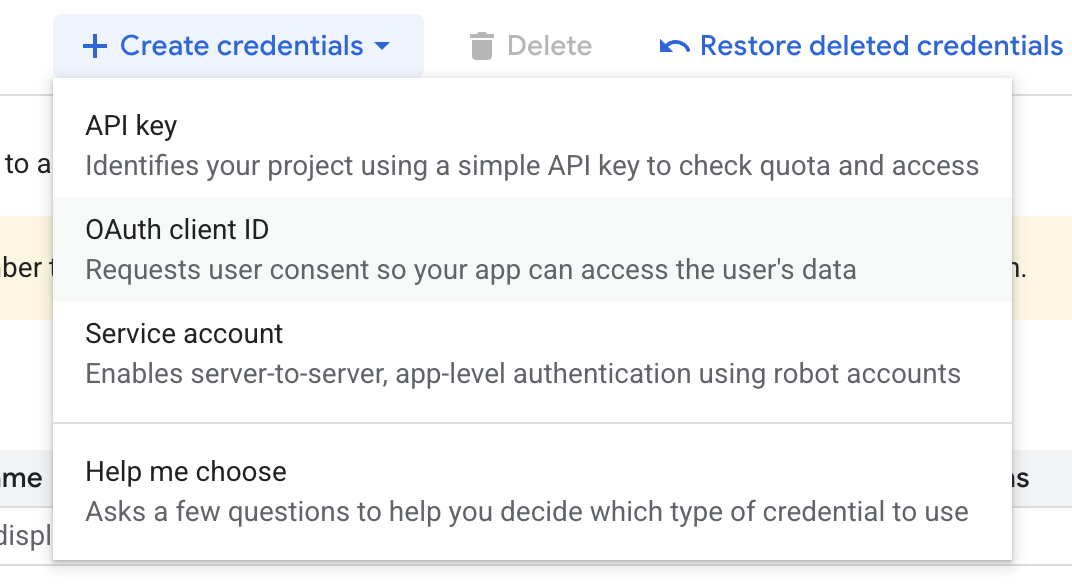 Create credentials
Delete
Restore deleted credentials
API key
to a
Identifies your project using a simple API key to check quota and access
OAuth client ID
Requests user consent so your app can access the user's data
Service account
Enables server-to-server, app-level authentication using robot accounts
Help me choose
Asks a few questions to help you decide which type of credential to use